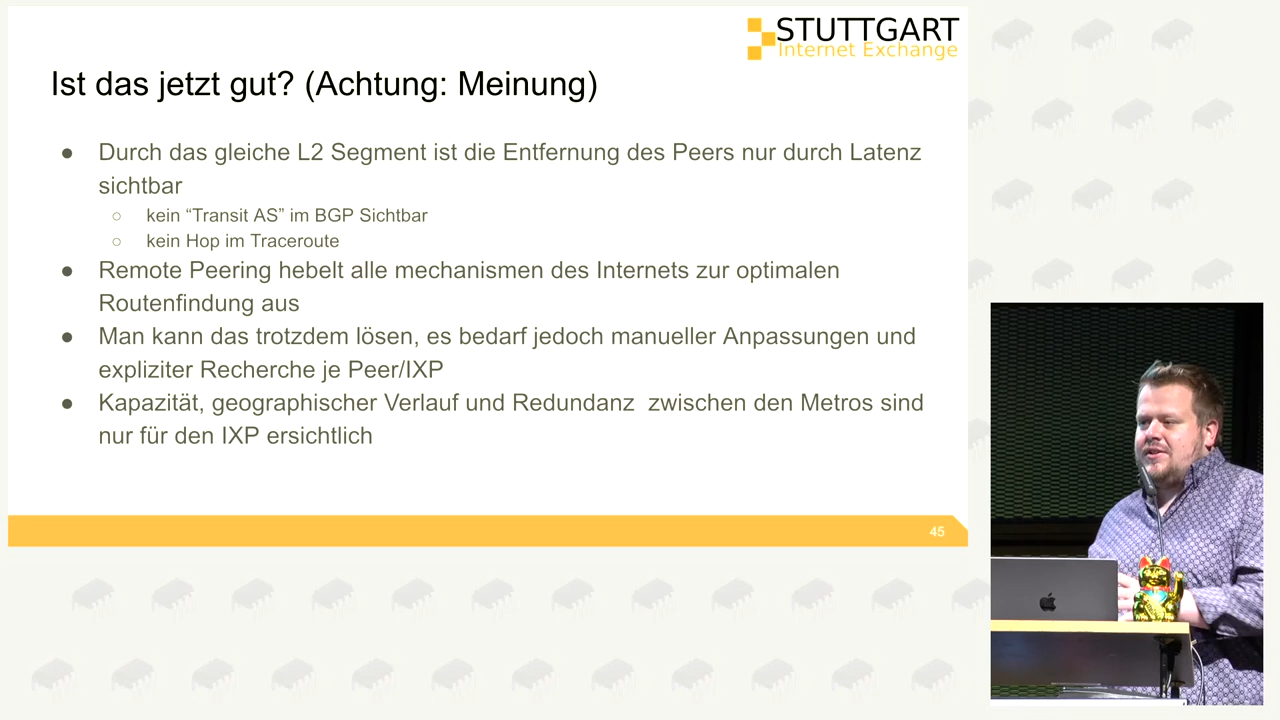 STUTTGART
Internet Exchange
Ist das jetzt gut? (Achtung: Meinung)
● Durch das gleiche L2 Segment ist die Entfernung des Peers nur durch Latenz
sichtbar
○ kein “Transit AS” im BGP Sichtbar
○ kein Hop im Traceroute
● Remote Peering hebelt alle mechanismen des Internets zur optimalen
Routenfindung aus
● Man kann das trotzdem lösen, es bedarf jedoch manueller Anpassungen und
expliziter Recherche je Peer/IXP
● Kapazität, geographischer Verlauf und Redundanz  zwischen den Metros sind
nur für den IXP ersichtlich
45